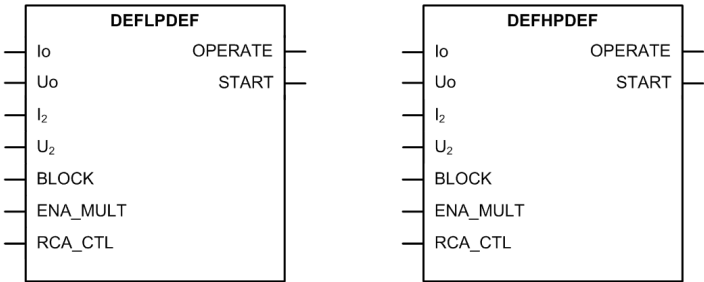 DEFLPDEF
Io OPERATE
Uo START
I₂
U₂
BLOCK
ENA_MULT
RCA_CTL
DEFHPDEF
Io OPERATE
Uo START
I₂
U₂
BLOCK
ENA_MULT
RCA_CTL